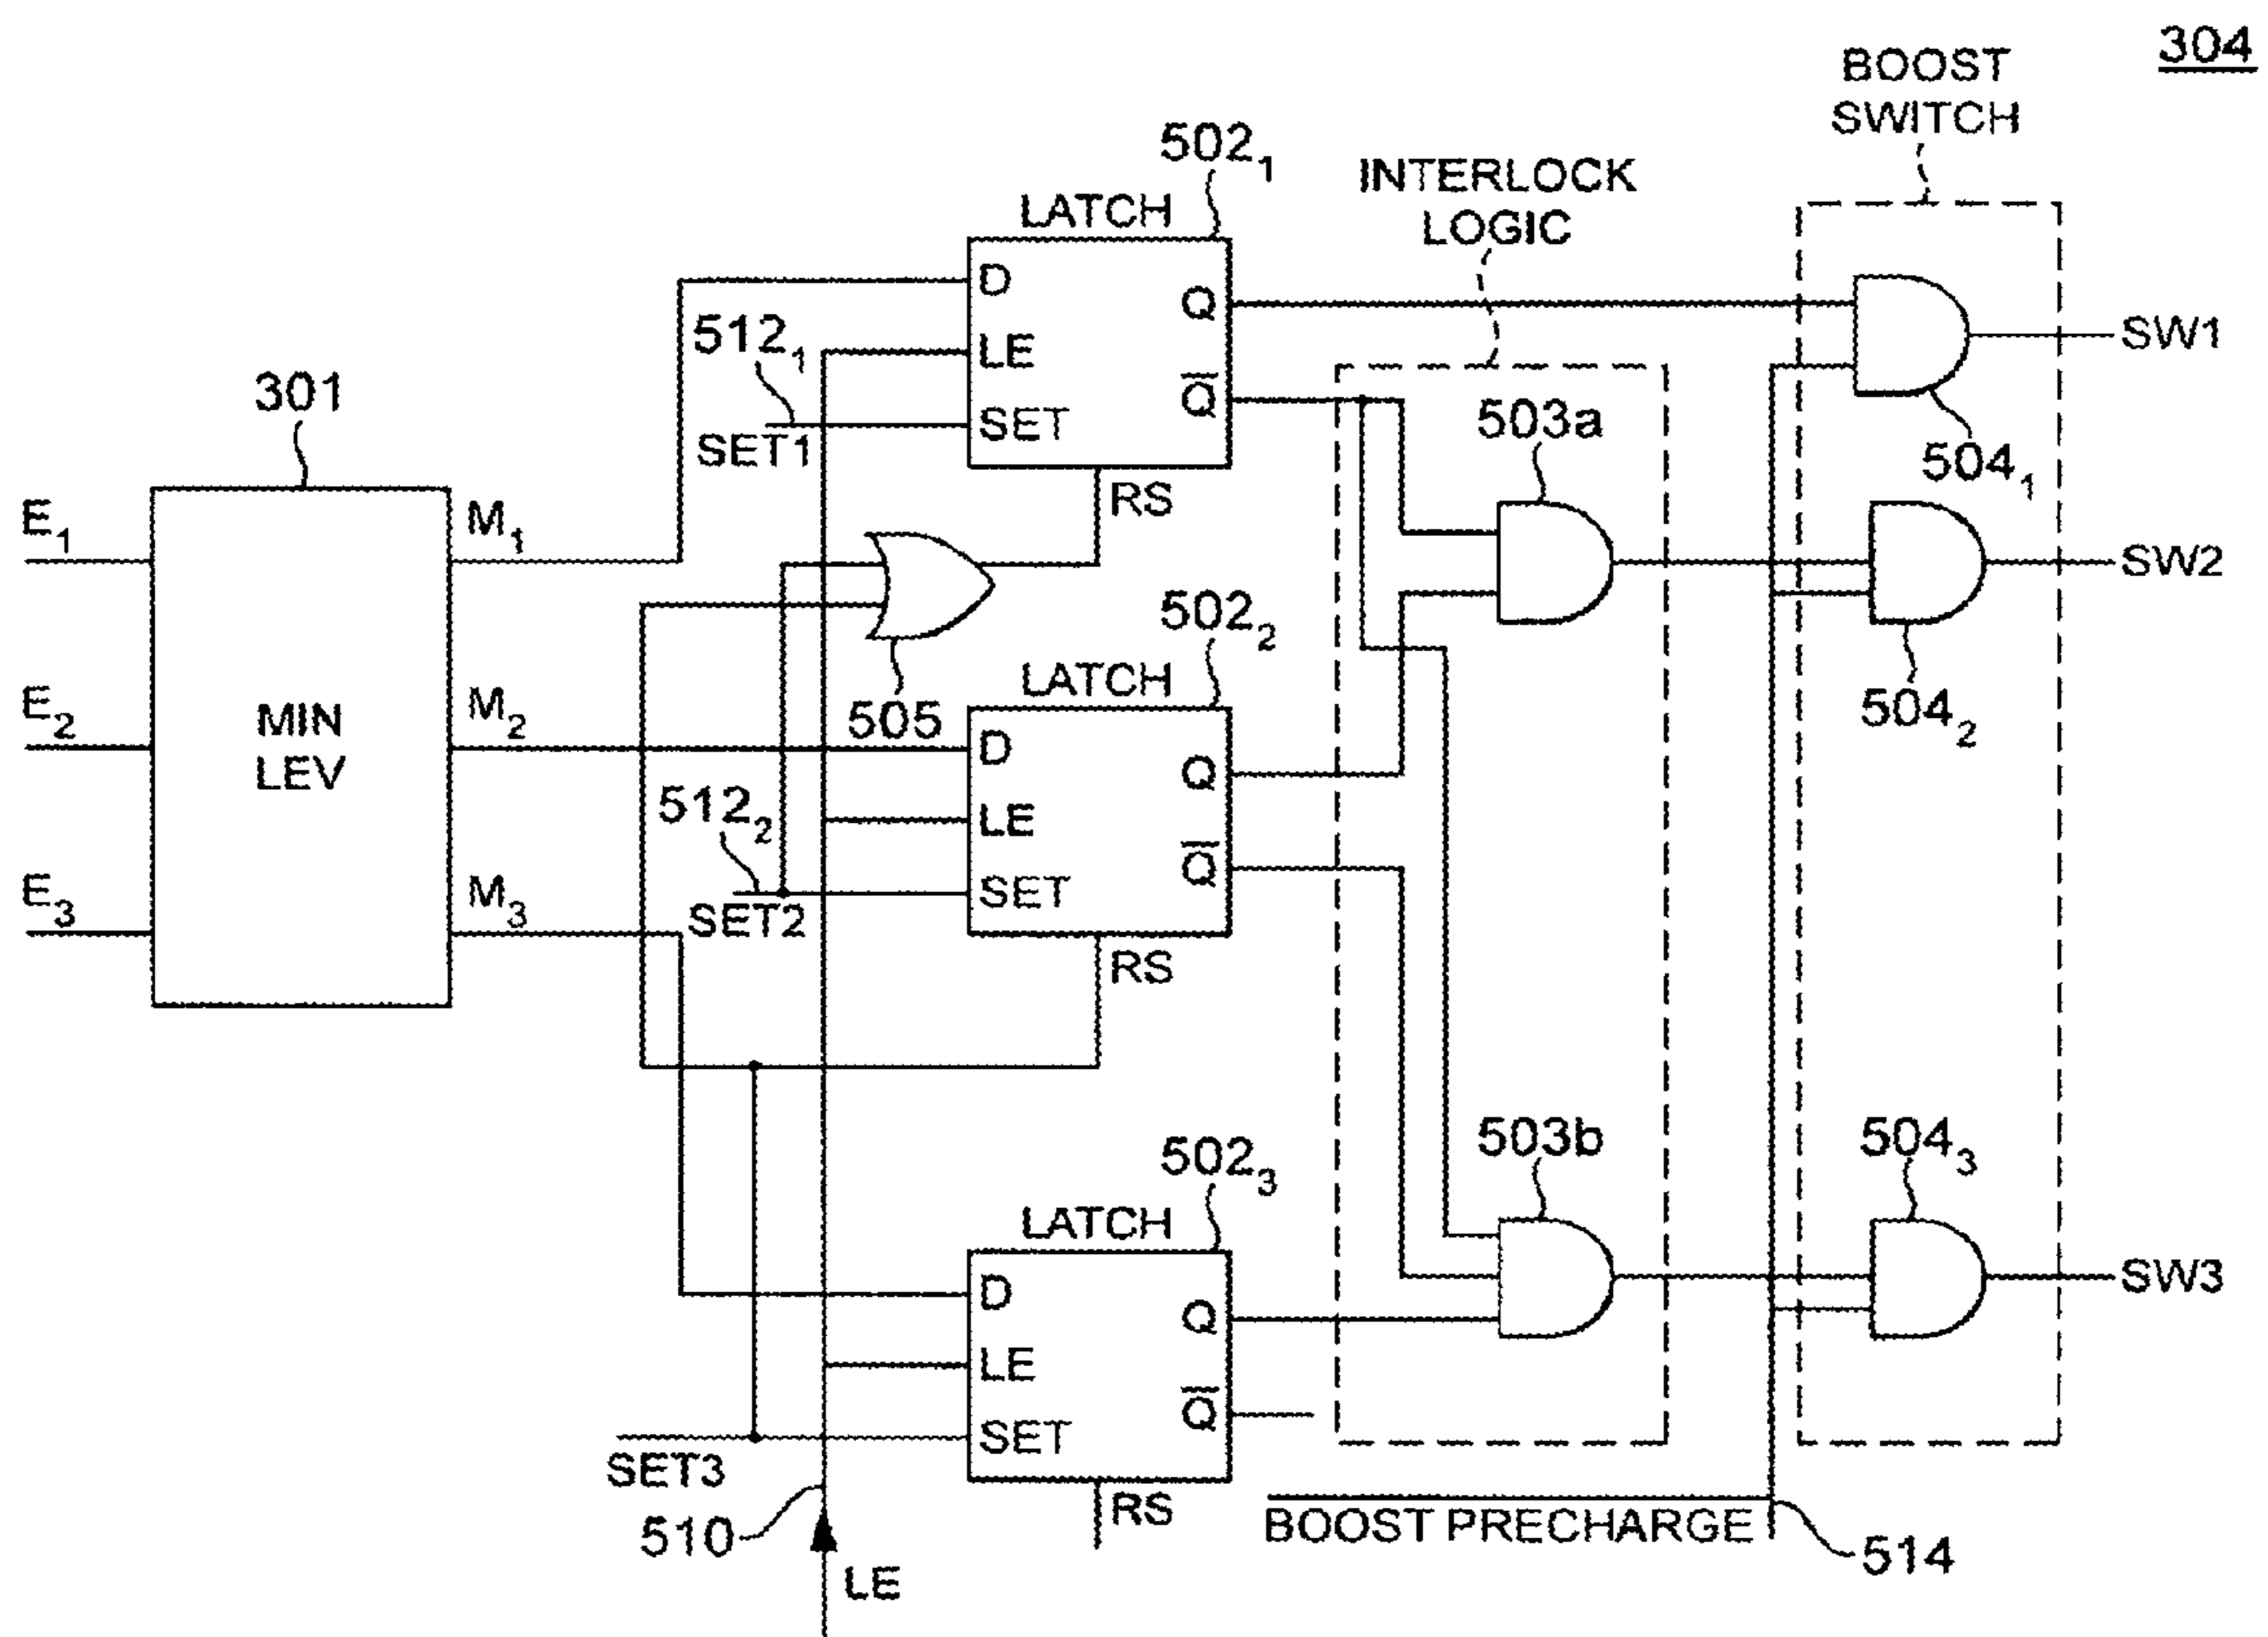 304
BOOST
SWITCH
502₁
INTERLOCK
LOGIC
LATCH
D
Q
512₁
LE
SW1
301
Q̅
503a
SET
SET1
504₁
RS
E₁
M₁
SW2
502₂
LATCH
505
E₂
M₂
MIN
LEV
504₂
D
Q
512₂
LE
Q̅
E₃
M₃
SET
SET2
RS
503b
504₃
502₃
LATCH
D
Q
SW3
LE
Q̅
SET
SET3
RS
510
BOOST PRECHARGE
514
LE